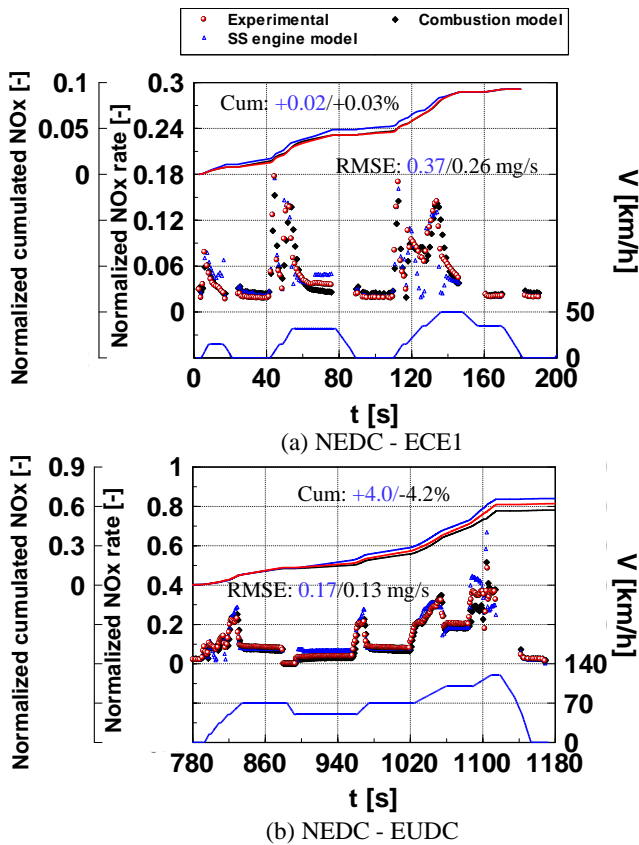 Experimental
Combustion model
SS engine model
Normalized cumulated NOx [-]
0.1
0.05
0
Normalized NOx rate [-]
0.3
0.24
0.18
0.12
0.06
0
Cum: +0.02/+0.03%
RMSE: 0.37/0.26 mg/s
V [km/h]
50
0
0 40 80 120 160 200
t [s]
(a) NEDC - ECE1
Normalized cumulated NOx [-]
0.9
0.6
0.3
0
Normalized NOx rate [-]
1
0.8
0.6
0.4
0.2
0
Cum: +4.0/-4.2%
RMSE: 0.17/0.13 mg/s
V [km/h]
140
70
0
780 860 940 1020 1100 1180
t [s]
(b) NEDC - EUDC